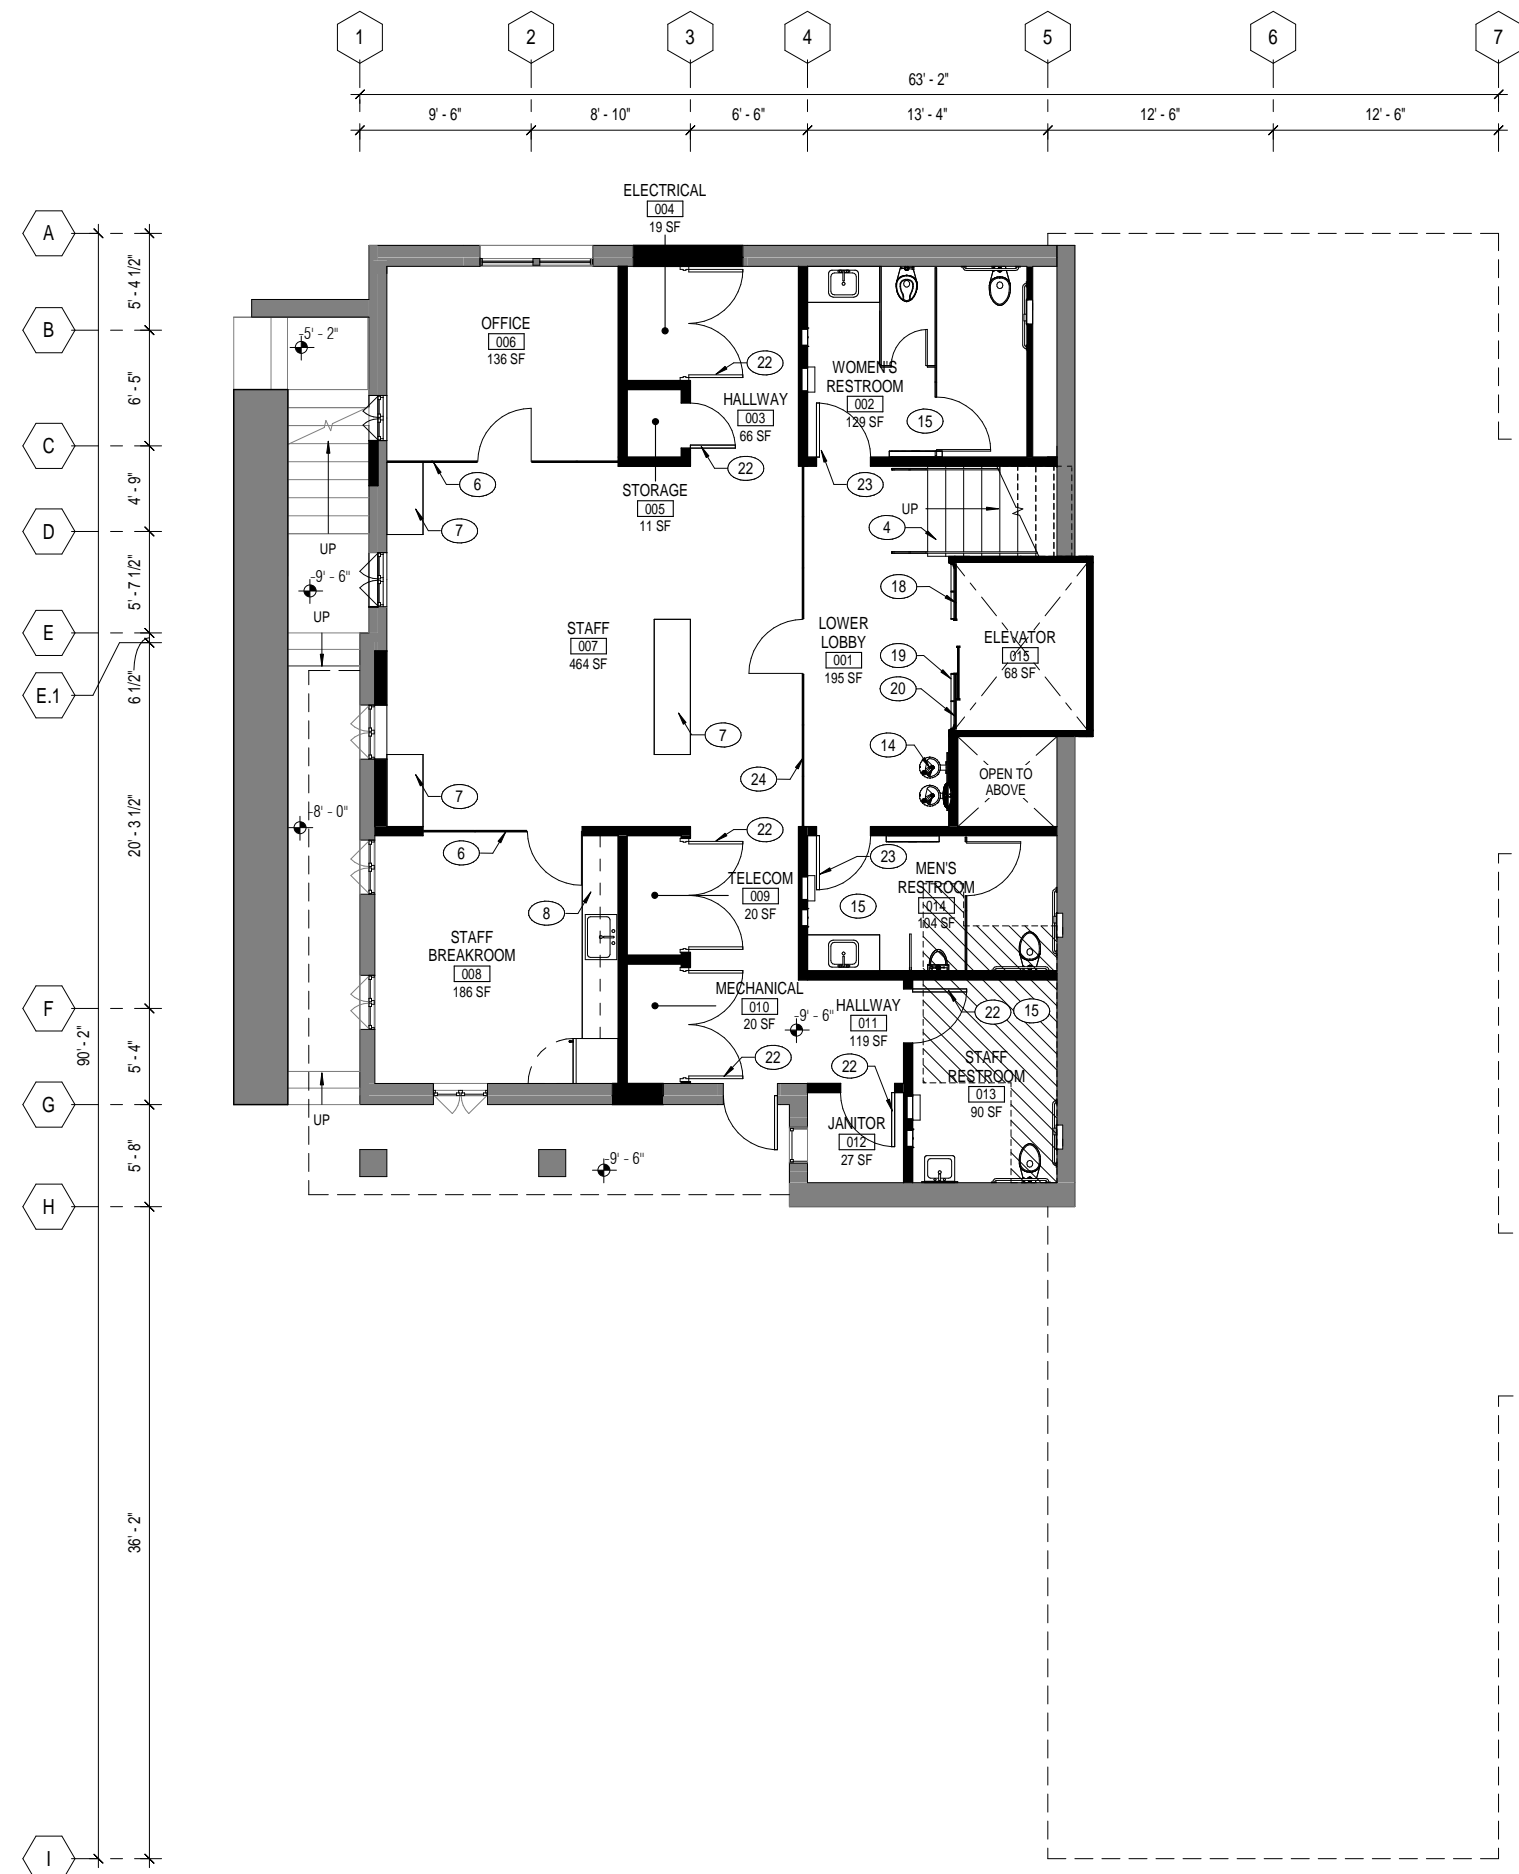 1
2
3
4
5
6
7
63' - 2"
9' - 6"
8' - 10"
6' - 6"
13' - 4"
12' - 6"
12' - 6"
A
B
C
D
E
E.1
F
G
H
I
5' - 4 1/2"
6' - 5"
4' - 9"
5' - 7 1/2"
6 1/2"
20' - 3 1/2"
90' - 2"
5' - 4"
5' - 8"
36' - 2"
ELECTRICAL
004
19 SF
OFFICE
006
136 SF
-5' - 2"
22
HALLWAY
003
66 SF
22
WOMEN'S
RESTROOM
002
129 SF
15
23
6
7
STORAGE
005
11 SF
UP
4
UP
-9' - 6"
UP
18
STAFF
007
464 SF
LOWER
LOBBY
001
195 SF
ELEVATOR
015
68 SF
19
20
7
14
24
OPEN TO
ABOVE
7
-8' - 0"
22
6
23
MEN'S
RESTROOM
014
104 SF
TELECOM
009
20 SF
15
8
STAFF
BREAKROOM
008
186 SF
MECHANICAL
010
20 SF
-9' - 6"
HALLWAY
011
119 SF
22
15
22
22
STAFF
RESTROOM
013
90 SF
UP
JANITOR
012
27 SF
-9' - 6"